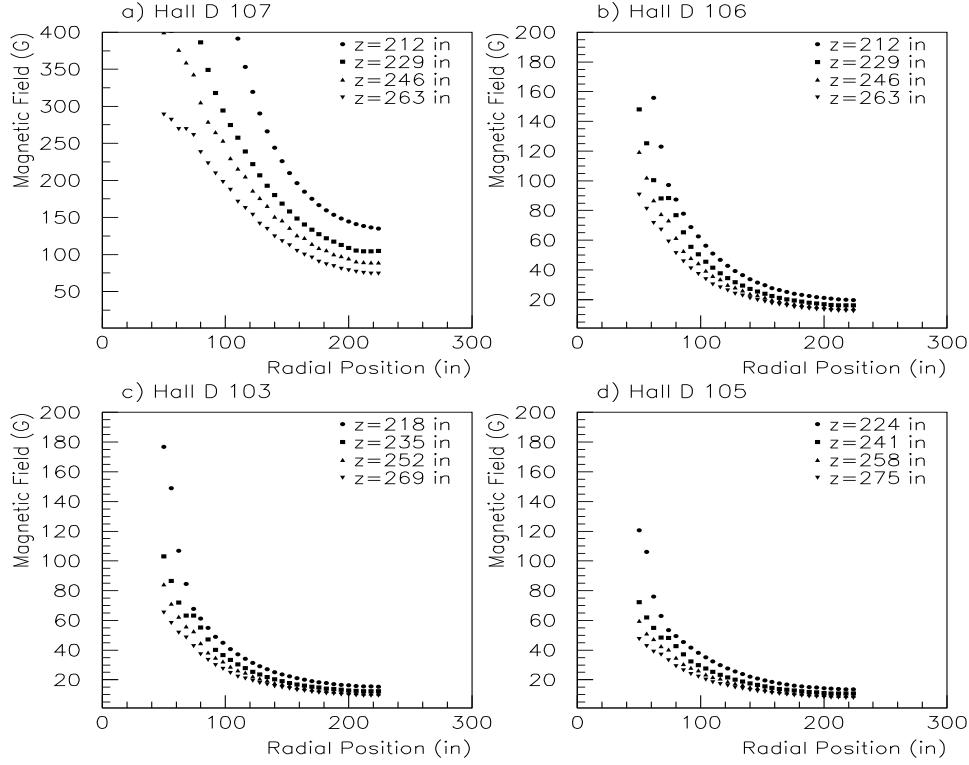 a) Hall D 107
Magnetic Field (G)
400
350
300
250
200
150
100
50
z=212 in
z=229 in
z=246 in
z=263 in
0 100 200 300
Radial Position (in)
b) Hall D 106
Magnetic Field (G)
200
180
160
140
120
100
80
60
40
20
z=212 in
z=229 in
z=246 in
z=263 in
0 100 200 300
Radial Position (in)
c) Hall D 103
Magnetic Field (G)
200
180
160
140
120
100
80
60
40
20
z=218 in
z=235 in
z=252 in
z=269 in
0 100 200 300
Radial Position (in)
d) Hall D 105
Magnetic Field (G)
200
180
160
140
120
100
80
60
40
20
z=224 in
z=241 in
z=258 in
z=275 in
0 100 200 300
Radial Position (in)